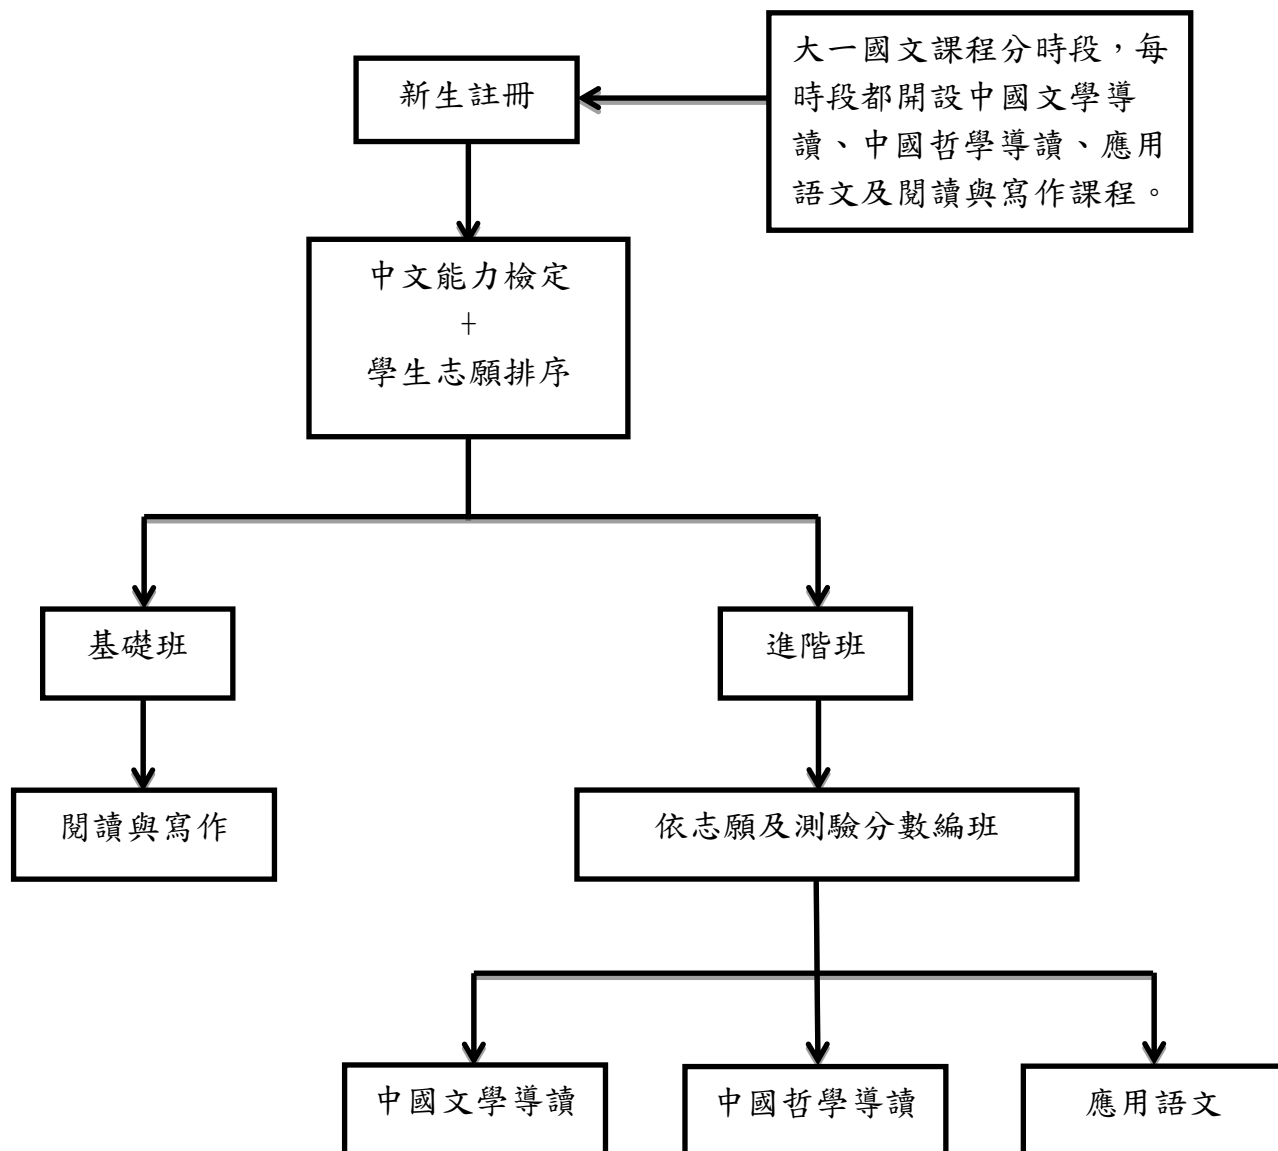 新生註冊
大一國文課程分時段，每
時段都開設中國文學導
讀、中國哲學導讀、應用
語文及閱讀與寫作課程。
中文能力檢定
+
學生志願排序
基礎班
進階班
閱讀與寫作
依志願及測驗分數編班
中國文學導讀
中國哲學導讀
應用語文